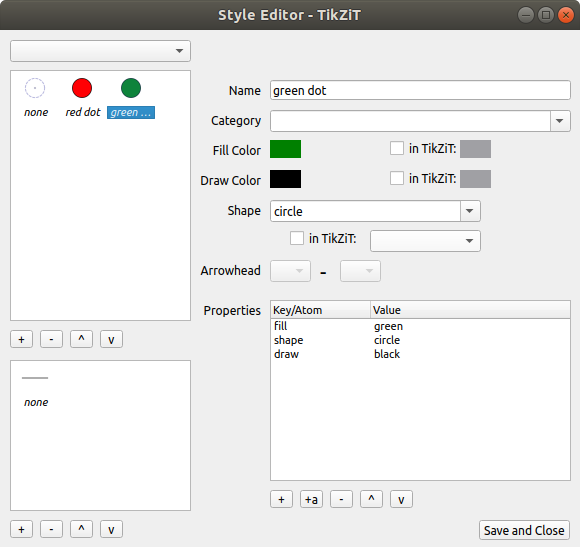 Style Editor - TikZiT
none
red dot
green ...
+
-
^
v
none
+
-
^
v
Name
green dot
Category
Fill Color
in TikZiT:
Draw Color
in TikZiT:
Shape
circle
in TikZiT:
Arrowhead
-
Properties
Key/Atom Value
fill green
shape circle
draw black
+
+a
-
^
v
Save and Close